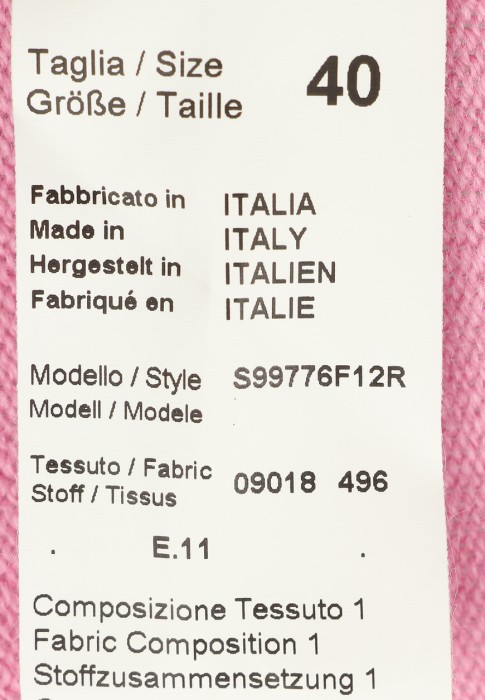 Taglia / Size 40
Größe / Taille
Fabbricato in ITALIA
Made in ITALY
Hergestelt in ITALIEN
Fabriqué en ITALIE
Modello / Style S99776F12R
Modell / Modele
Tessuto / Fabric 09018 496
Stoff / Tissus
. E.11 .
Composizione Tessuto 1
Fabric Composition 1
Stoffzusammensetzung 1